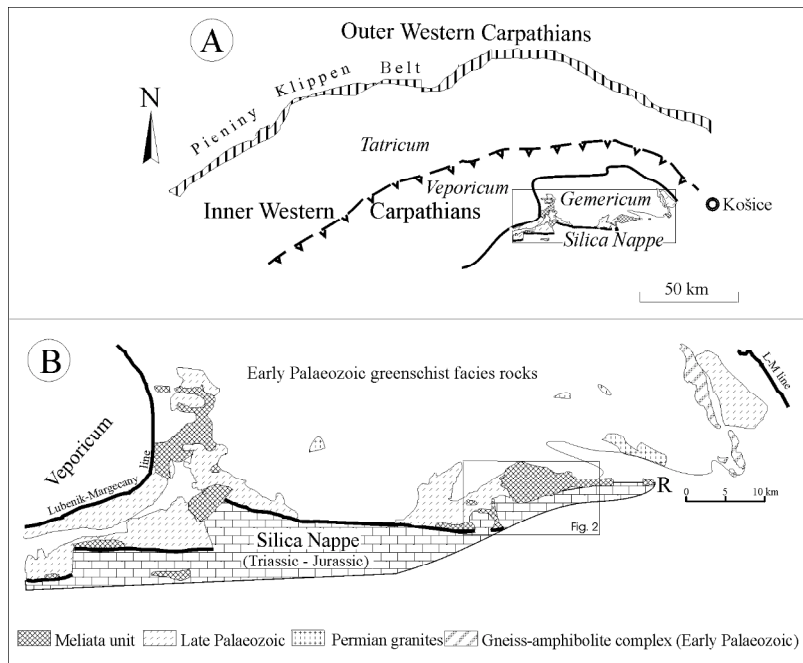 A
Outer Western Carpathians
Pieniny Klippen Belt
N
Tatricum
Veporicum
Gemericum
Košice
Inner Western Carpathians
Silica Nappe
50 km
B
Early Palaeozoic greenschist facies rocks
L-M line
Veporicum
Lubenik-Margecany line
R
0 5 10 km
Fig. 2
Silica Nappe
(Triassic - Jurassic)
Meliata unit
Late Palaeozoic
Permian granites
Gneiss-amphibolite complex (Early Palaeozoic)